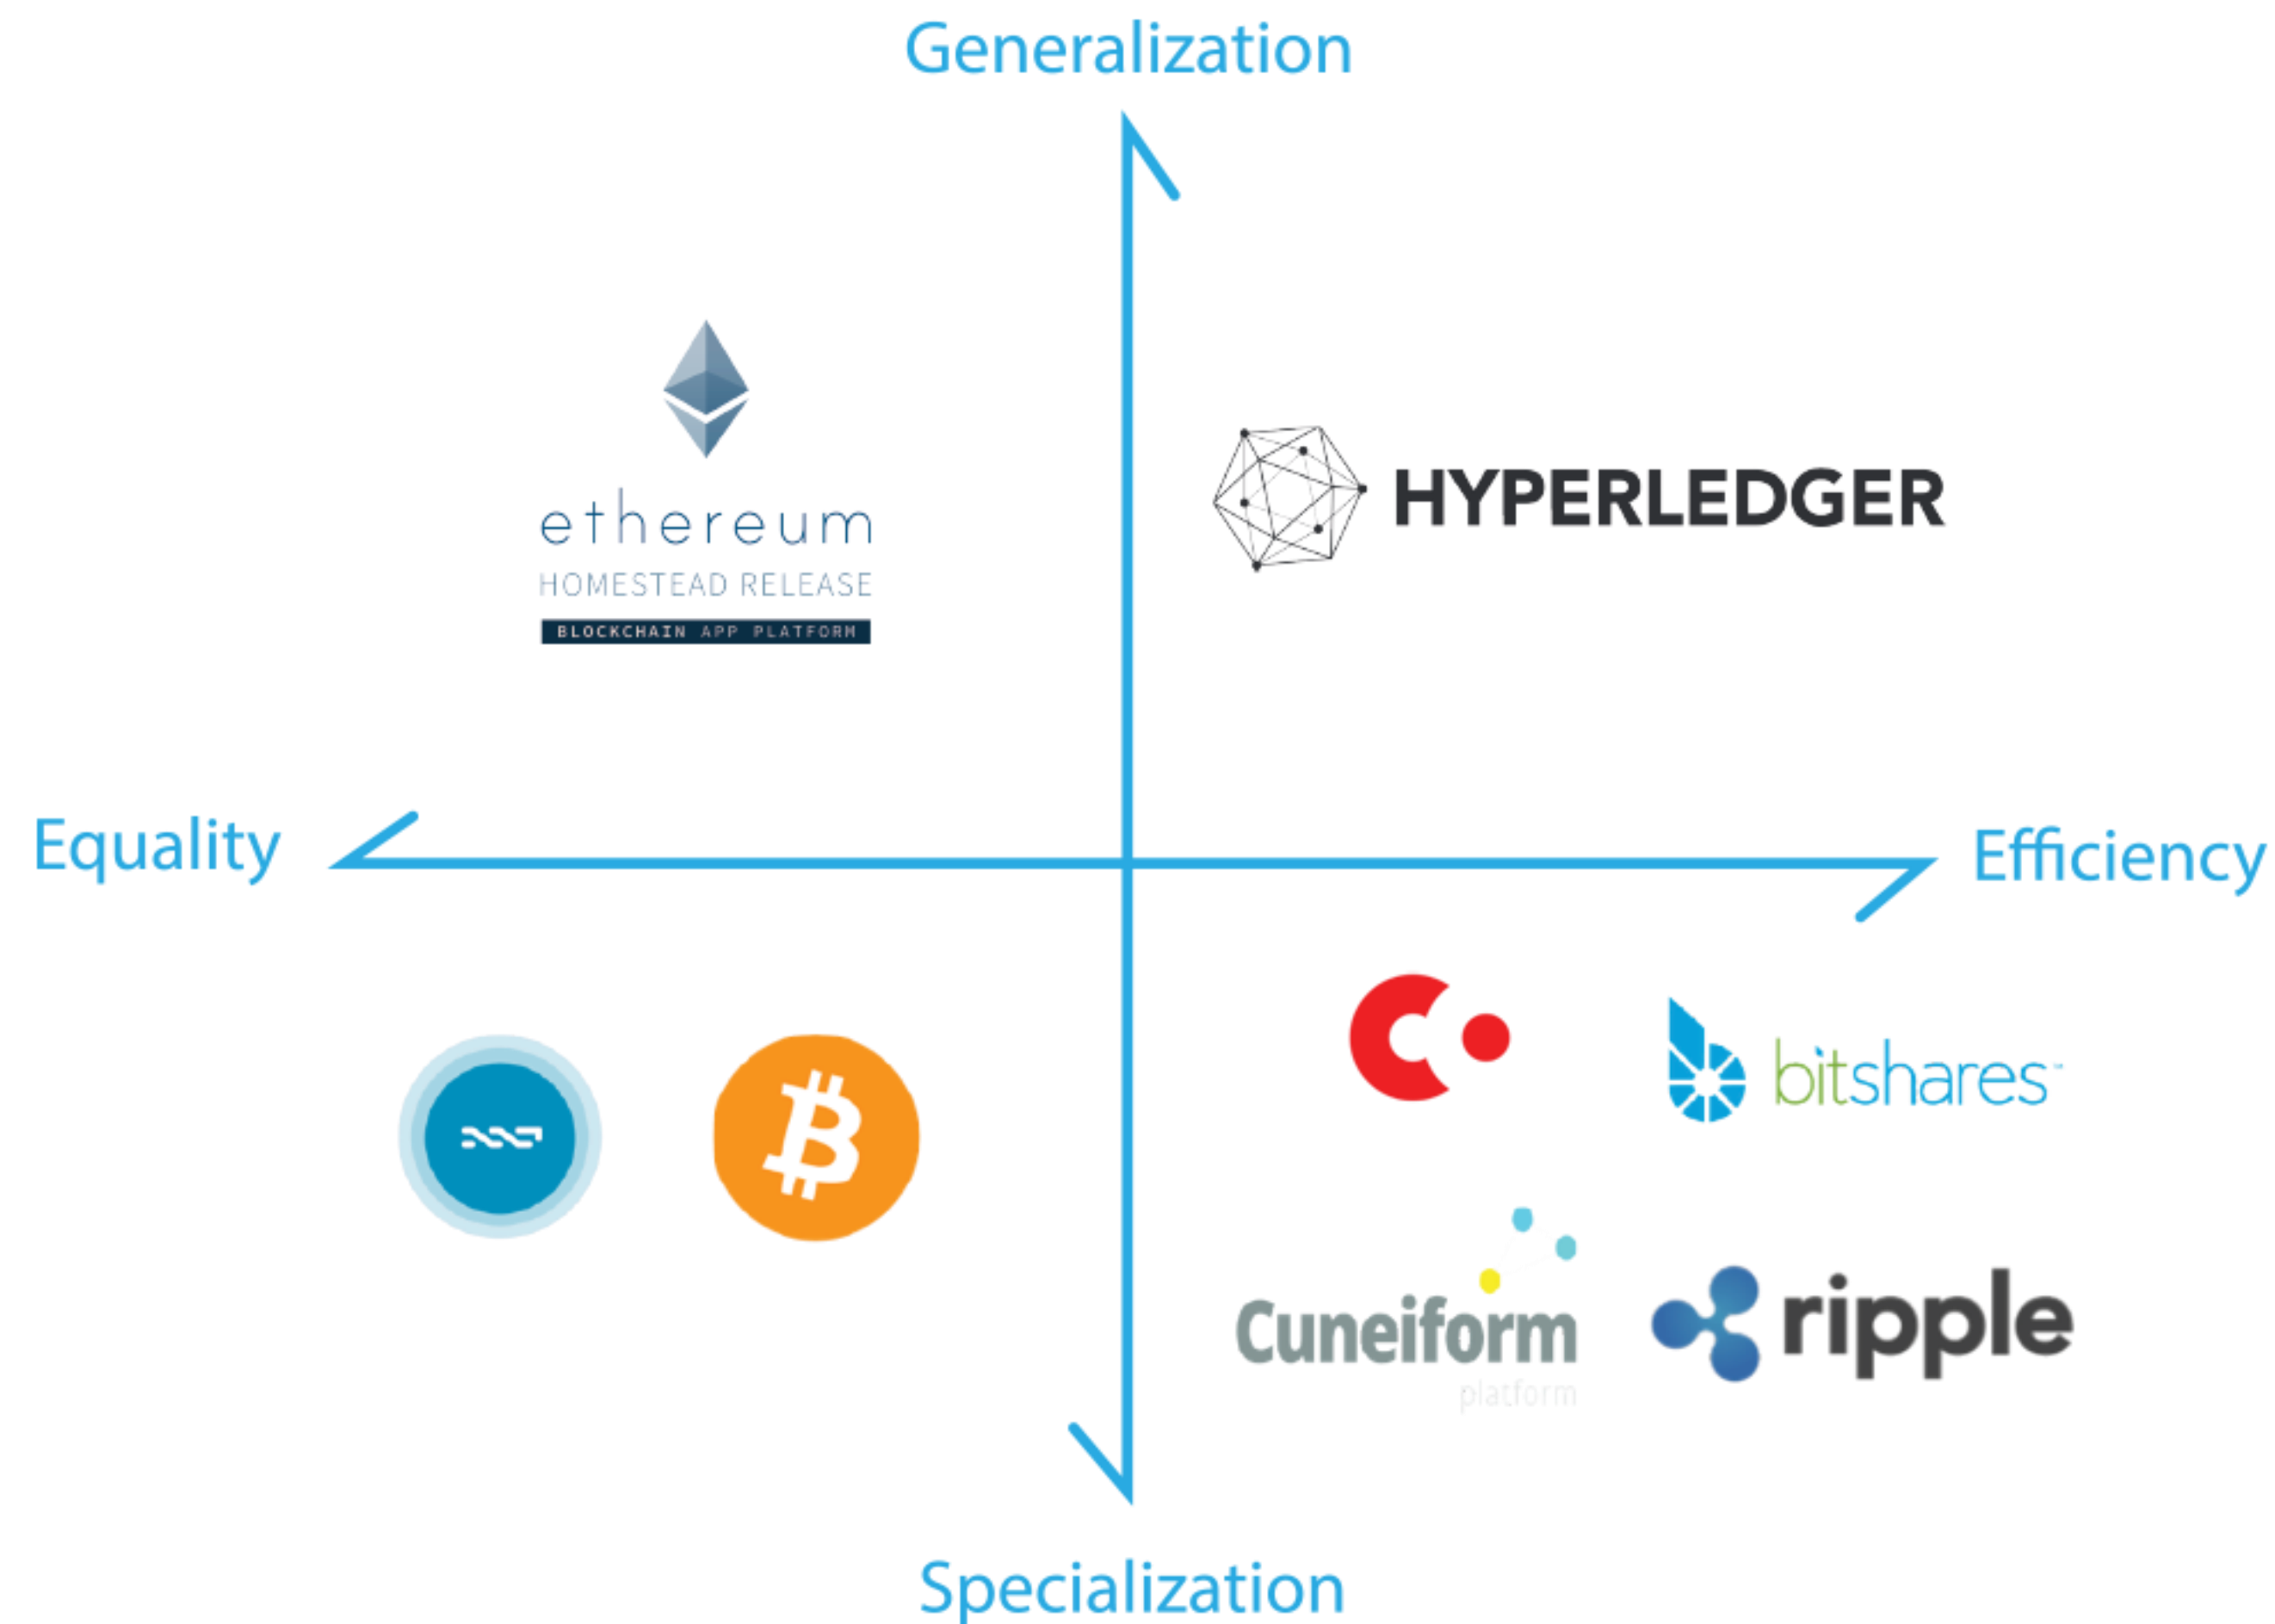 Generalization
ethereum
HOMESTEAD RELEASE
BLOCKCHAIN APP PLATFORM
HYPERLEDGER
Equality
Efficiency
bitshares
Cuneiform
platform
ripple
Specialization